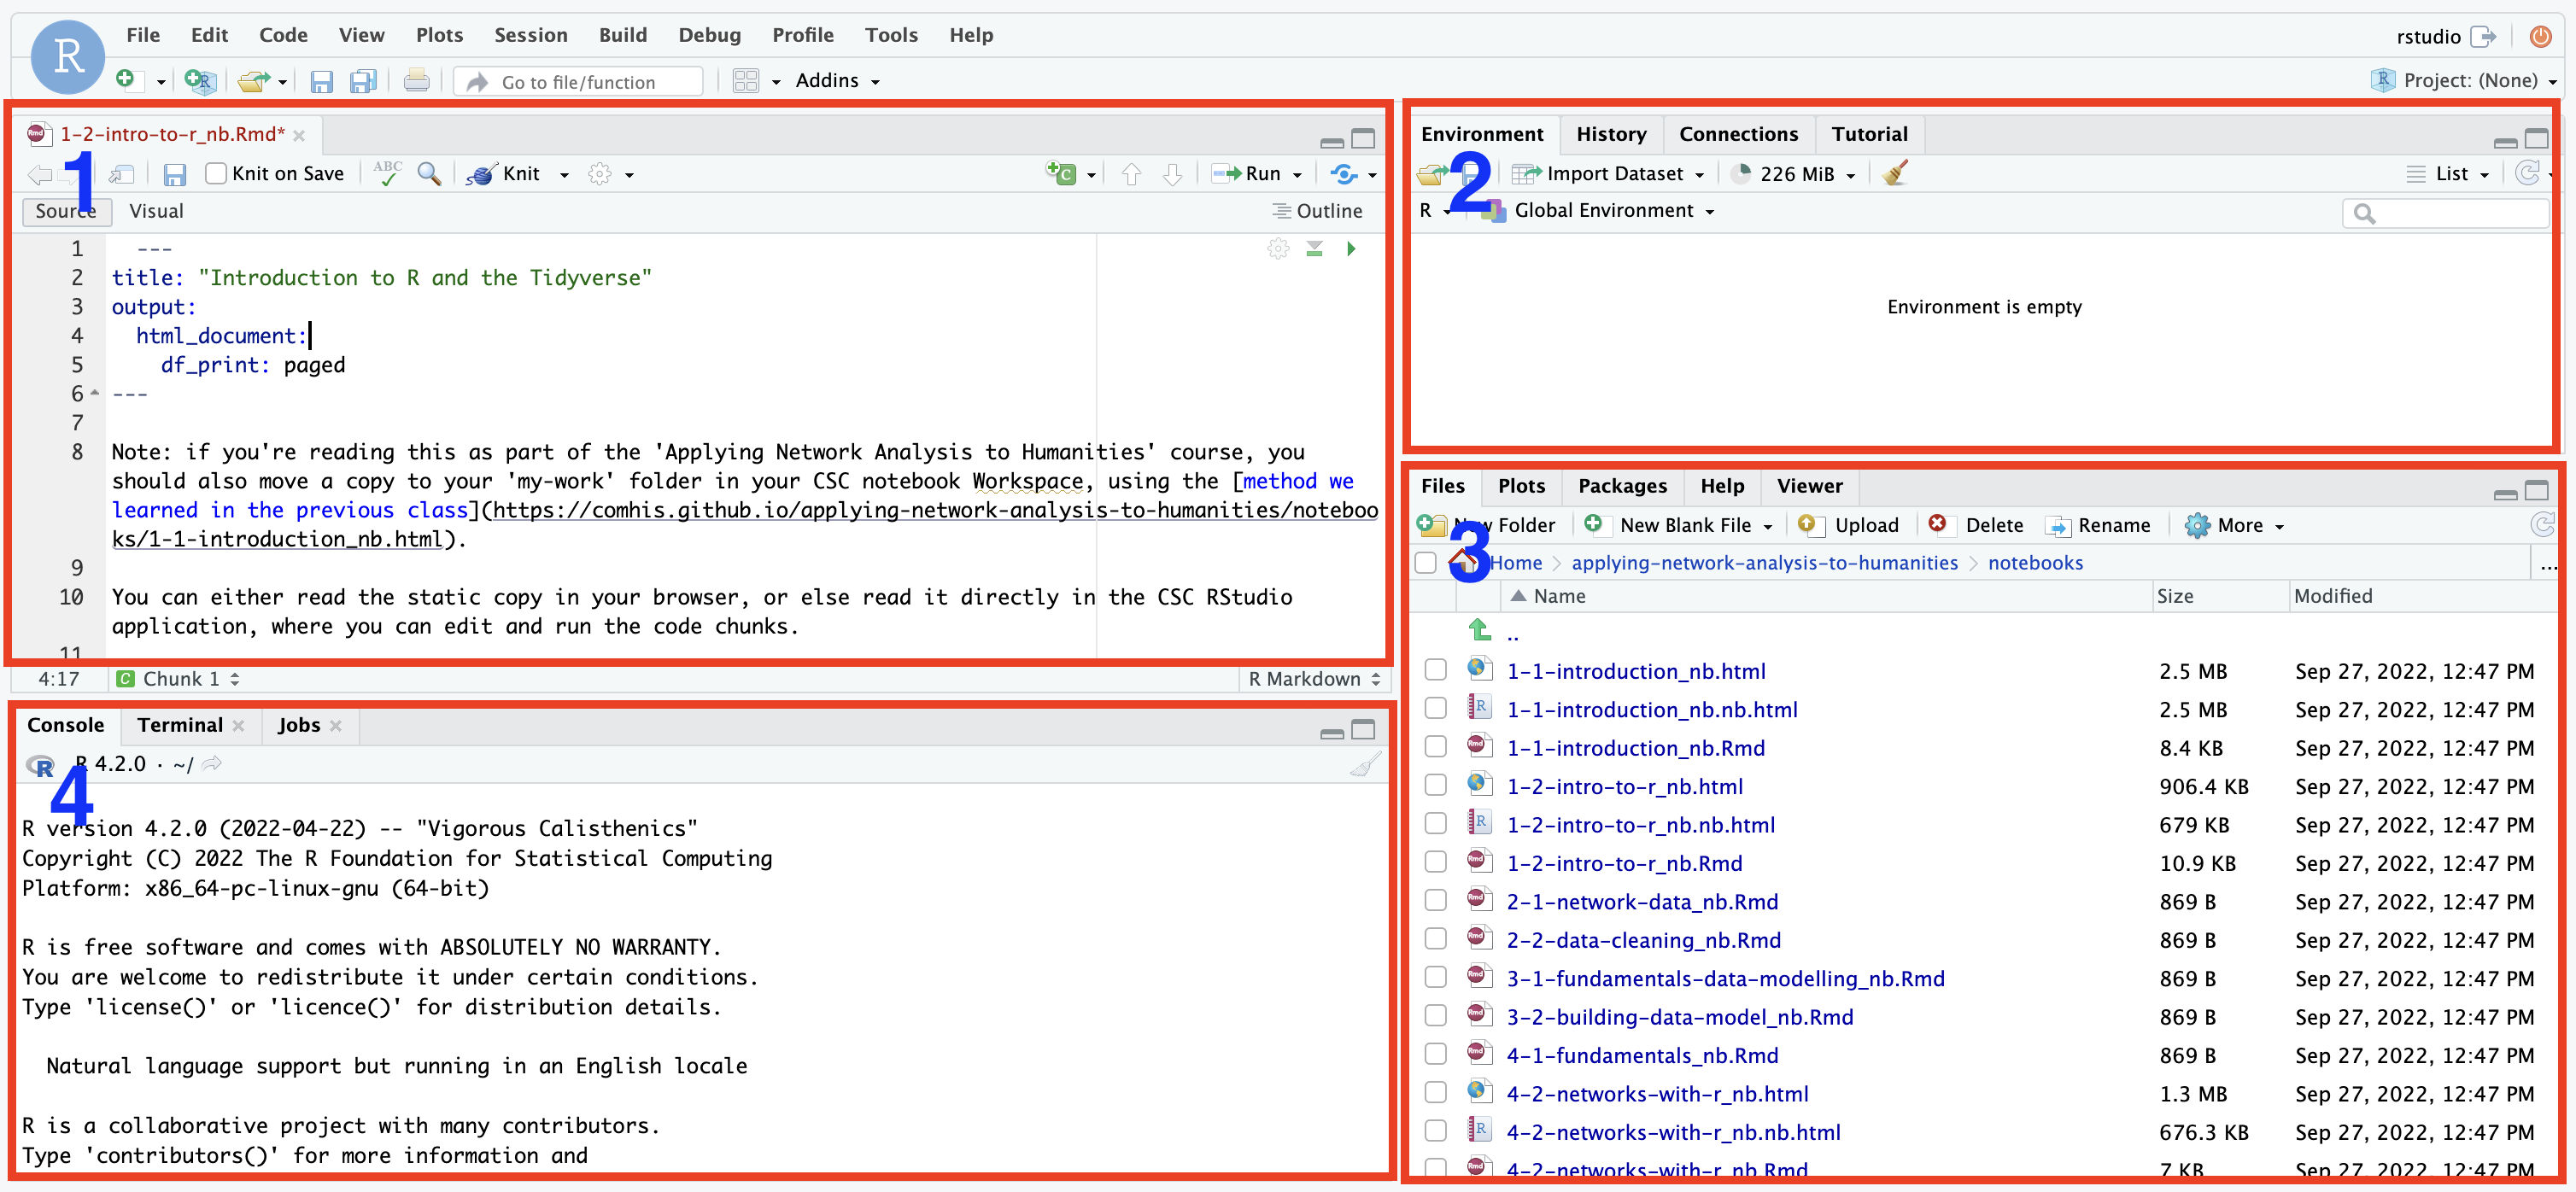 R File Edit Code View Plots Session Build Debug Profile Tools Help rstudio
Go to file/function Addins Project: (None)
1-2-intro-to-r_nb.Rmd*
1
Knit on Save ABC Knit Run
Source Visual Outline
1 ---
2 title: "Introduction to R and the Tidyverse"
3 output:
4 html_document:
5 df_print: paged
6 ---
7
8 Note: if you're reading this as part of the 'Applying Network Analysis to Humanities' course, you
should also move a copy to your 'my-work' folder in your CSC notebook Workspace, using the [method we
learned in the previous class](https://comhis.github.io/applying-network-analysis-to-humanities/noteboo
ks/1-1-introduction_nb.html).
9
10 You can either read the static copy in your browser, or else read it directly in the CSC RStudio
application, where you can edit and run the code chunks.
11
4:17 C Chunk 1 R Markdown
Environment History Connections Tutorial
2
Import Dataset 226 MiB List
R Global Environment
Environment is empty
Files Plots Packages Help Viewer
New Folder New Blank File Upload Delete Rename More
3
Home applying-network-analysis-to-humanities notebooks ...
Name Size Modified
..
1-1-introduction_nb.html 2.5 MB Sep 27, 2022, 12:47 PM
1-1-introduction_nb.nb.html 2.5 MB Sep 27, 2022, 12:47 PM
1-1-introduction_nb.Rmd 8.4 KB Sep 27, 2022, 12:47 PM
1-2-intro-to-r_nb.html 906.4 KB Sep 27, 2022, 12:47 PM
1-2-intro-to-r_nb.nb.html 679 KB Sep 27, 2022, 12:47 PM
1-2-intro-to-r_nb.Rmd 10.9 KB Sep 27, 2022, 12:47 PM
2-1-network-data_nb.Rmd 869 B Sep 27, 2022, 12:47 PM
2-2-data-cleaning_nb.Rmd 869 B Sep 27, 2022, 12:47 PM
3-1-fundamentals-data-modelling_nb.Rmd 869 B Sep 27, 2022, 12:47 PM
3-2-building-data-model_nb.Rmd 869 B Sep 27, 2022, 12:47 PM
4-1-fundamentals_nb.Rmd 869 B Sep 27, 2022, 12:47 PM
4-2-networks-with-r_nb.html 1.3 MB Sep 27, 2022, 12:47 PM
4-2-networks-with-r_nb.nb.html 676.3 KB Sep 27, 2022, 12:47 PM
4-2-networks-with-r_nb.Rmd 7 KB Sep 27, 2022, 12:47 PM
Console Terminal Jobs
R R 4.2.0 · ~/
4
R version 4.2.0 (2022-04-22) -- "Vigorous Calisthenics"
Copyright (C) 2022 The R Foundation for Statistical Computing
Platform: x86_64-pc-linux-gnu (64-bit)
R is free software and comes with ABSOLUTELY NO WARRANTY.
You are welcome to redistribute it under certain conditions.
Type 'license()' or 'licence()' for distribution details.
Natural language support but running in an English locale
R is a collaborative project with many contributors.
Type 'contributors()' for more information and